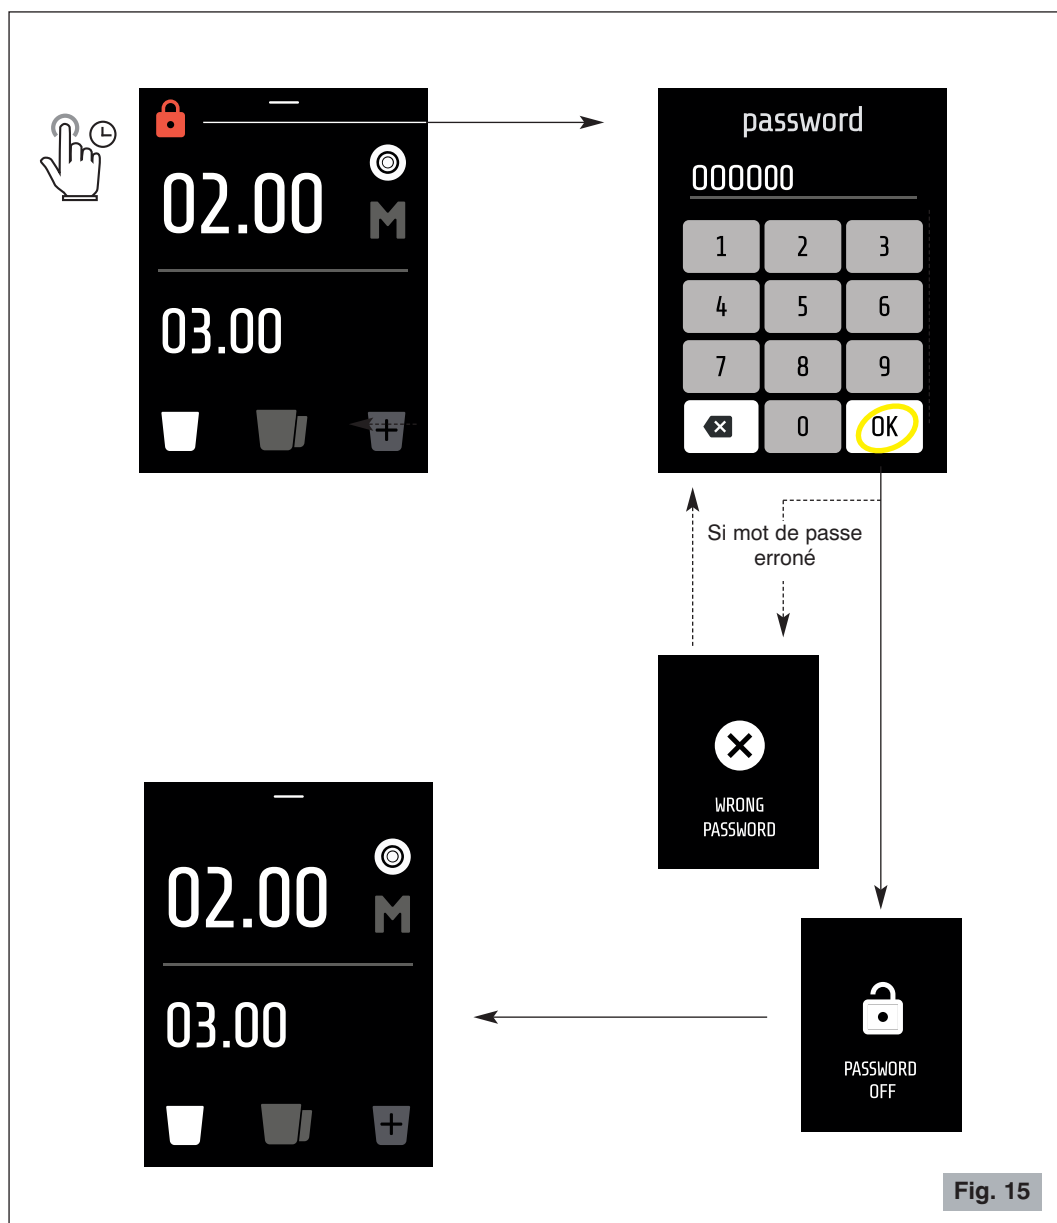 password
02.00
M
000000
1 2 3
03.00
4 5 6
7 8 9
0 OK
Si mot de passe
erroné
WRONG
PASSWORD
02.00
M
03.00
PASSWORD
OFF
Fig. 15